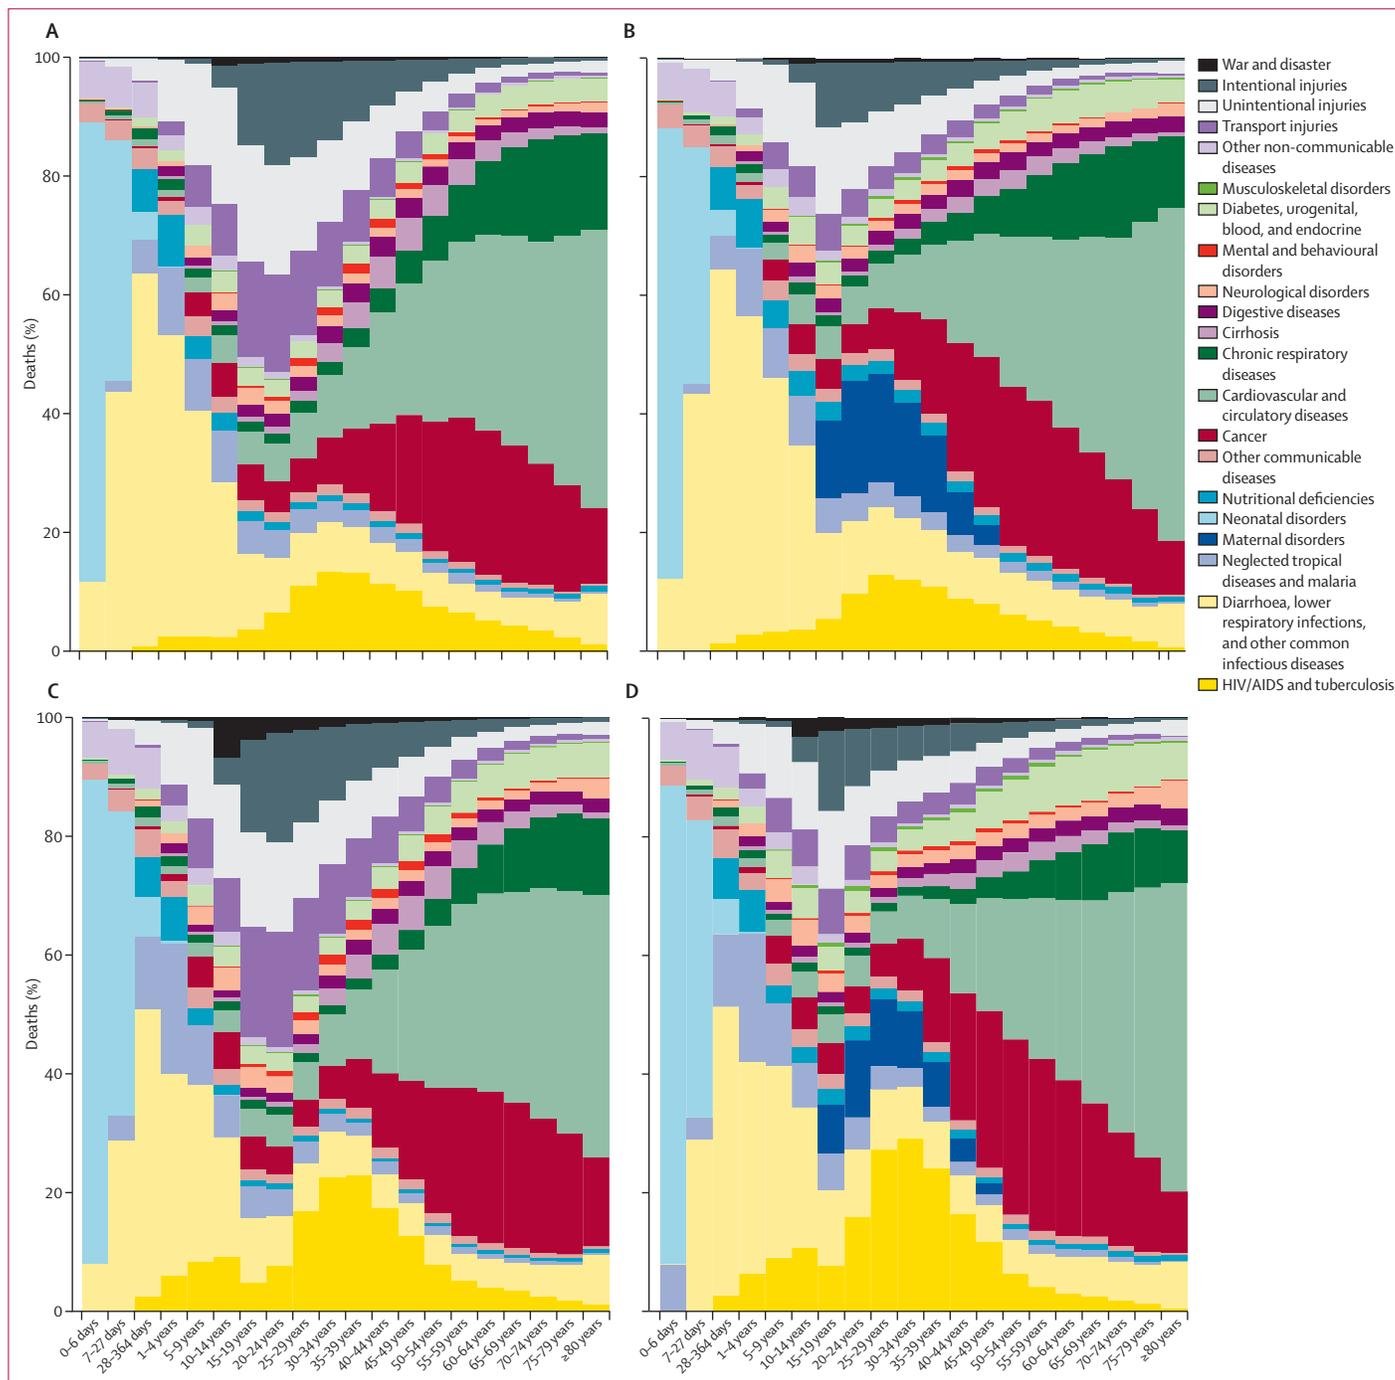 A
B
100
80
60
40
20
0
Deaths (%)
War and disaster
Intentional injuries
Unintentional injuries
Transport injuries
Other non-communicable
diseases
Musculoskeletal disorders
Diabetes, urogenital,
blood, and endocrine
Mental and behavioural
disorders
Neurological disorders
Digestive diseases
Cirrhosis
Chronic respiratory
diseases
Cardiovascular and
circulatory diseases
Cancer
Other communicable
diseases
Nutritional deficiencies
Neonatal disorders
Maternal disorders
Neglected tropical
diseases and malaria
Diarrhoea, lower
respiratory infections,
and other common
infectious diseases
HIV/AIDS and tuberculosis
C
D
100
80
60
40
20
0
Deaths (%)
0–6 days
7–27 days
28–364 days
1–4 years
5–9 years
10–14 years
15–19 years
20–24 years
25–29 years
30–34 years
35–39 years
40–44 years
45–49 years
50–54 years
55–59 years
60–64 years
65–69 years
70–74 years
75–79 years
≥80 years
0–6 days
7–27 days
28–364 days
1–4 years
5–9 years
10–14 years
15–19 years
20–24 years
25–29 years
30–34 years
35–39 years
40–44 years
45–49 years
50–54 years
55–59 years
60–64 years
65–69 years
70–74 years
75–79 years
≥80 years